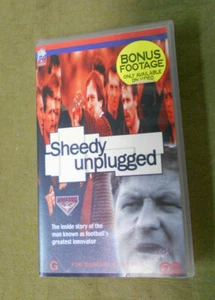 BONUS
FOOTAGE
ONLY AVAILABLE
ON VIDEO
Sheedy
unplugged
The inside story of the
man known as football's
greatest innovator
G